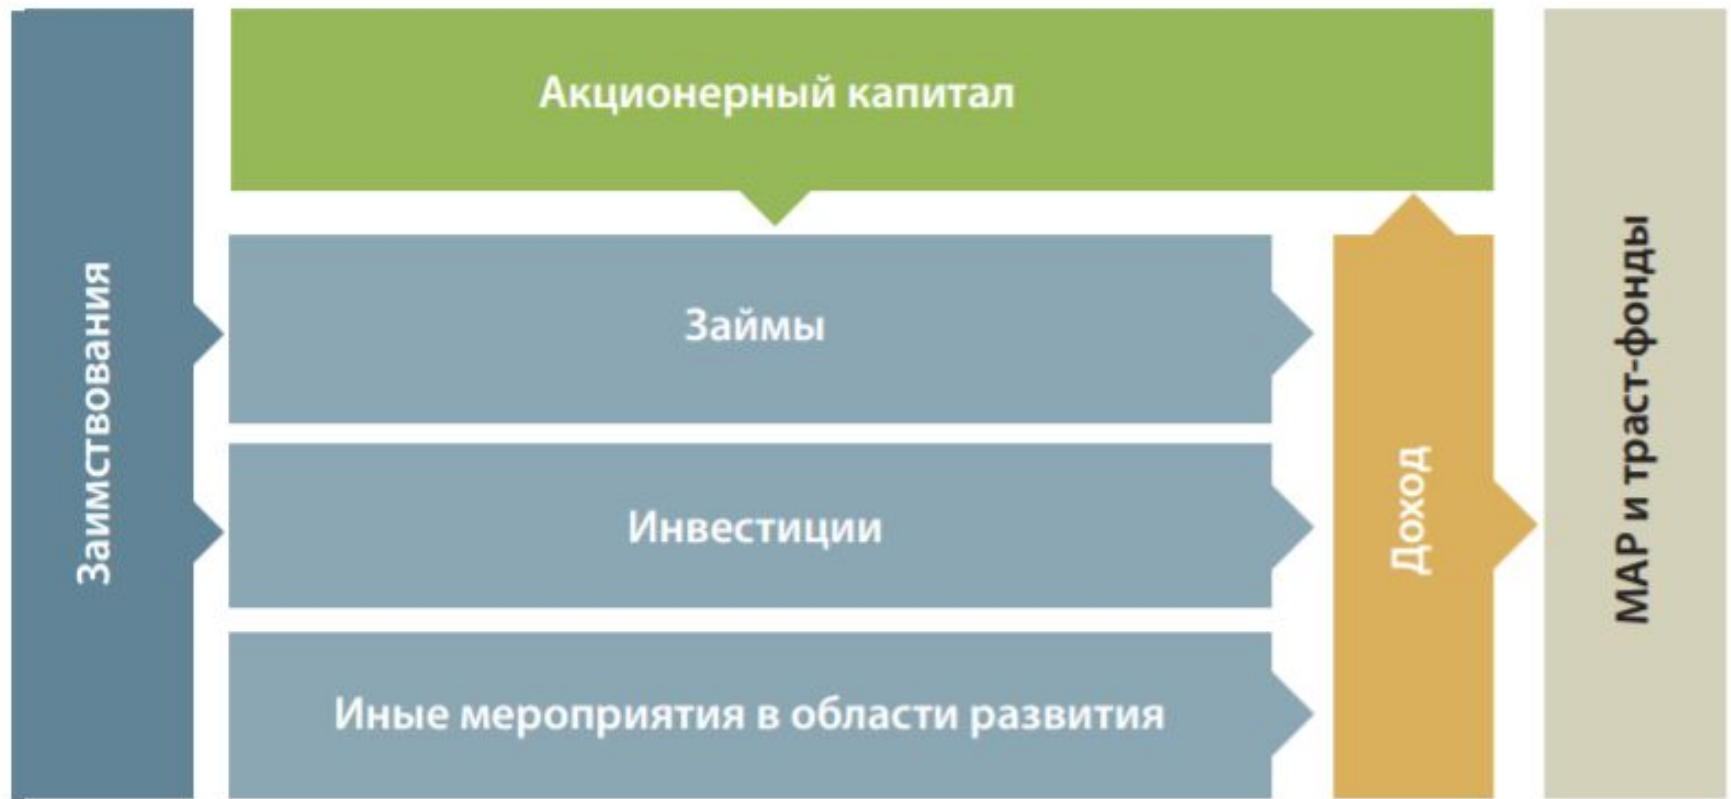 Акционерный капитал
Заимствования
Займы
Инвестиции
Иные мероприятия в области развития
Доход
МАР и траст-фонды